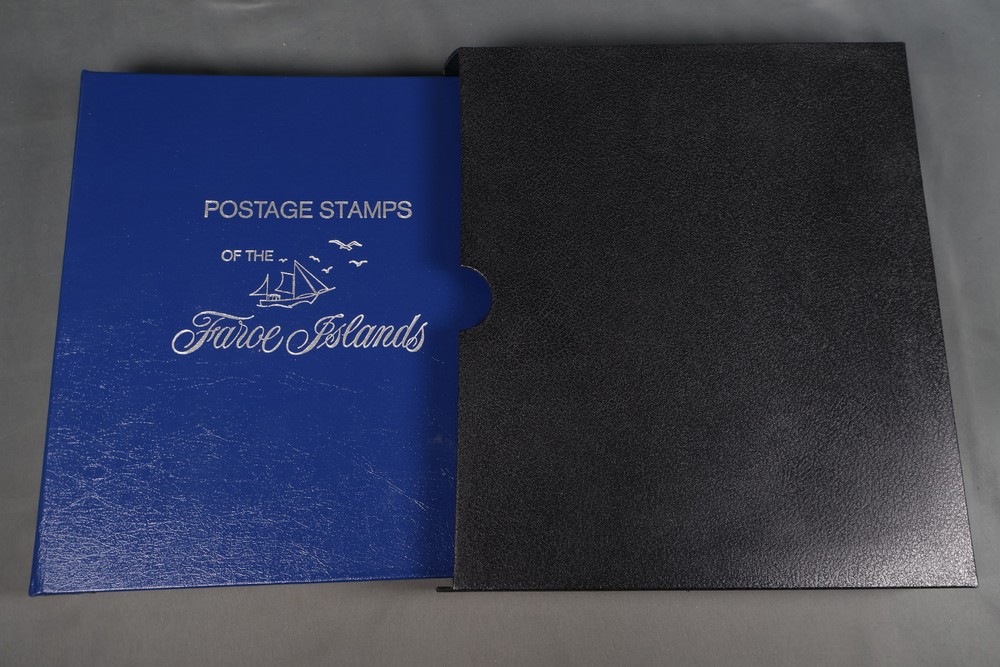 POSTAGE STAMPS
OF THE
Faroe Islands